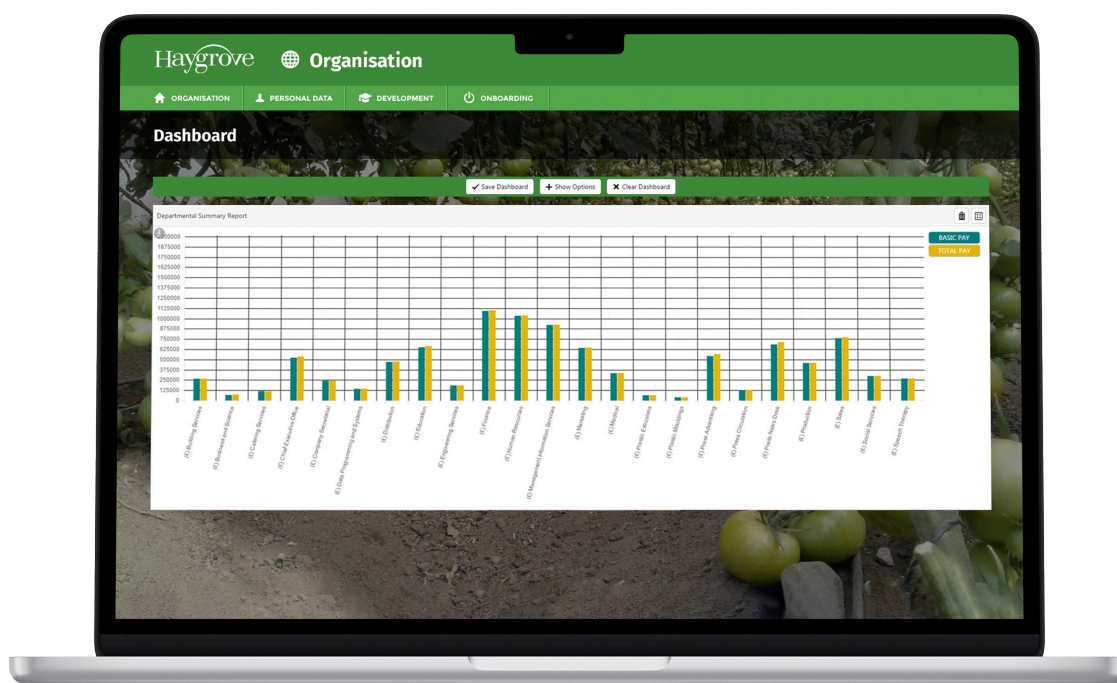 Haygrove Organisation
ORGANISATION PERSONAL DATA DEVELOPMENT ONBOARDING
Dashboard
Save Dashboard Show Options Clear Dashboard
Departmental Summary Report
BASIC PAY
TOTAL PAY
1875000
1750000
1625000
1500000
1375000
1250000
1125000
1000000
875000
750000
625000
500000
375000
250000
125000
0
(E) Building Services
(E) Business and Science
(E) Catering Services
(E) Chief Executive Office
(E) Company Secretarial
(E) Data Programming and Systems
(E) Distribution
(E) Education
(E) Engineering Services
(E) Finance
(E) Human Resources
(E) Management Information Services
(E) Marketing
(E) Medical
(E) Plastic Extrusions
(E) Plastic Mouldings
(E) Press Advertising
(E) Press Circulation
(E) Press News Desk
(E) Production
(E) Sales
(E) Social Services
(E) Speech Therapy